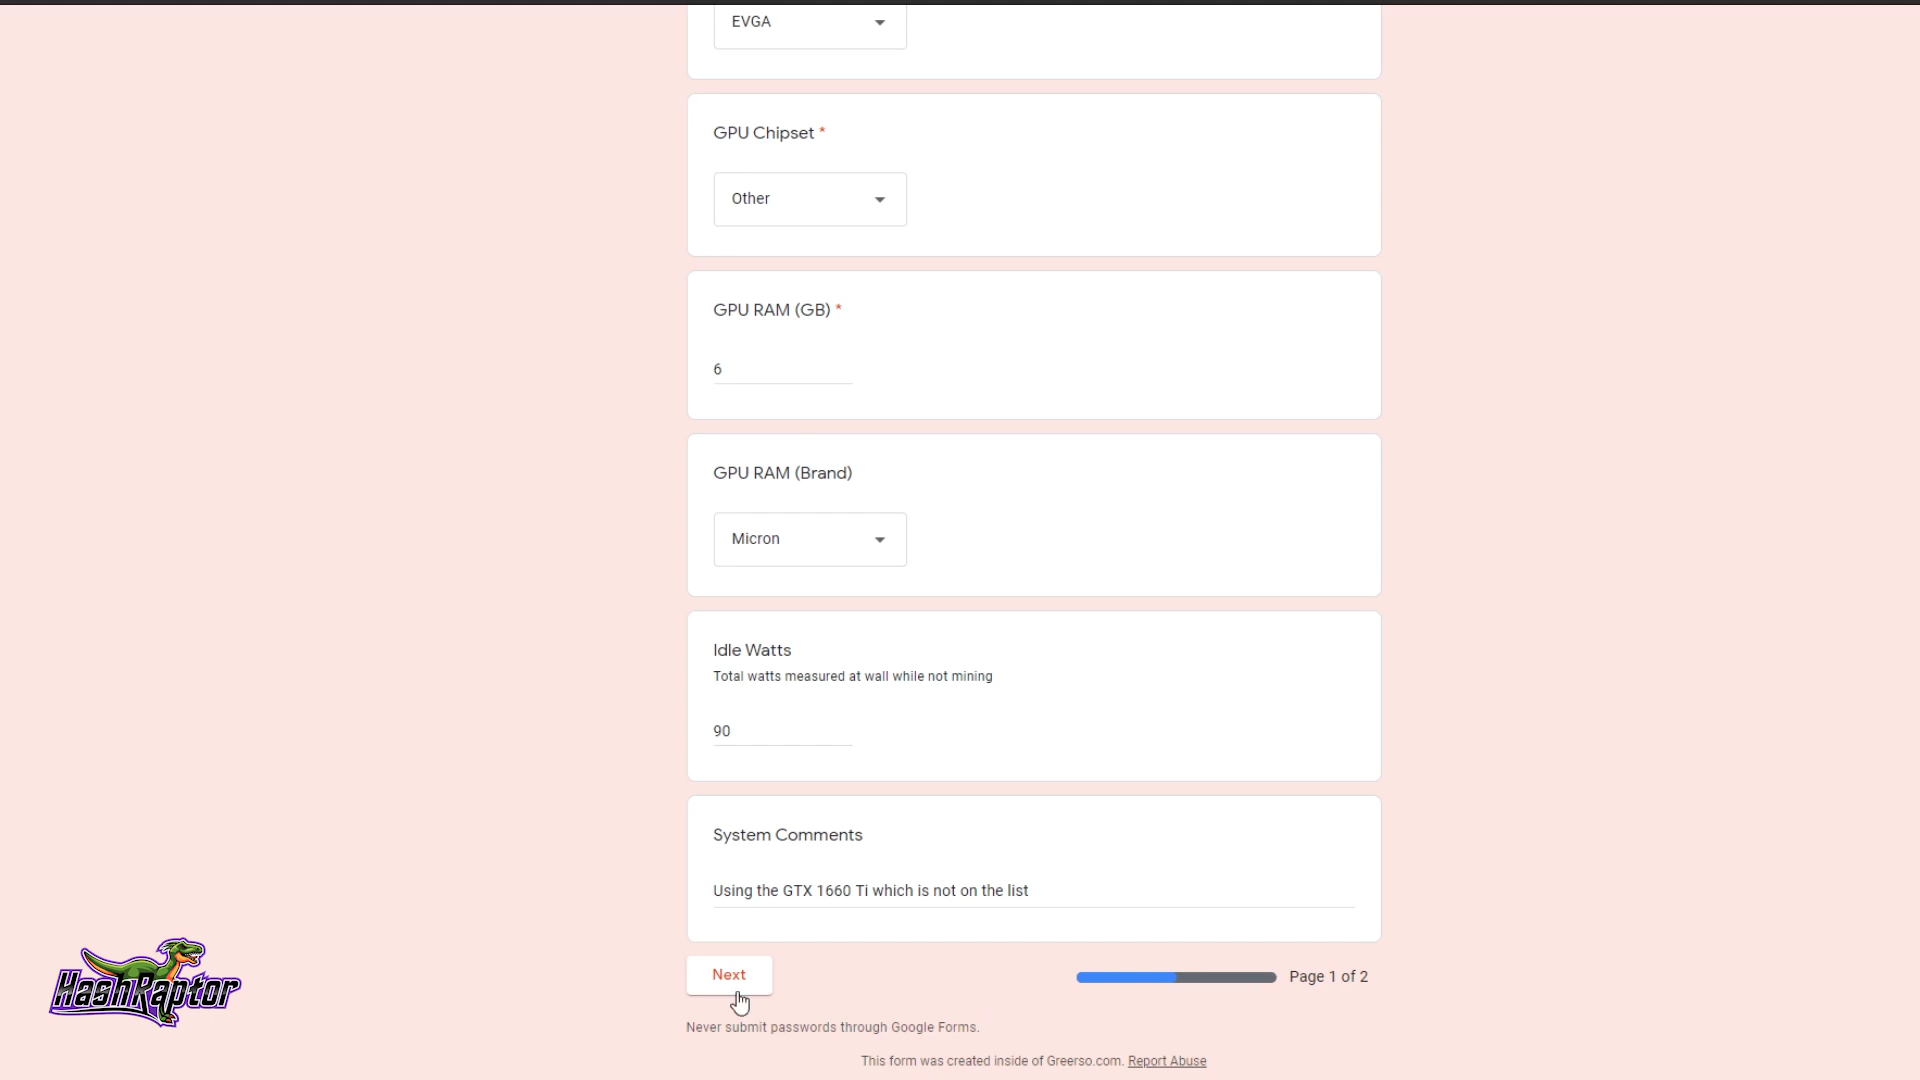 EVGA
GPU Chipset *
Other
GPU RAM (GB) *
6
GPU RAM (Brand)
Micron
Idle Watts
Total watts measured at wall while not mining
90
System Comments
Using the GTX 1660 Ti which is not on the list
Next
Page 1 of 2
HashRaptor
Never submit passwords through Google Forms.
This form was created inside of Greerso.com. Report Abuse